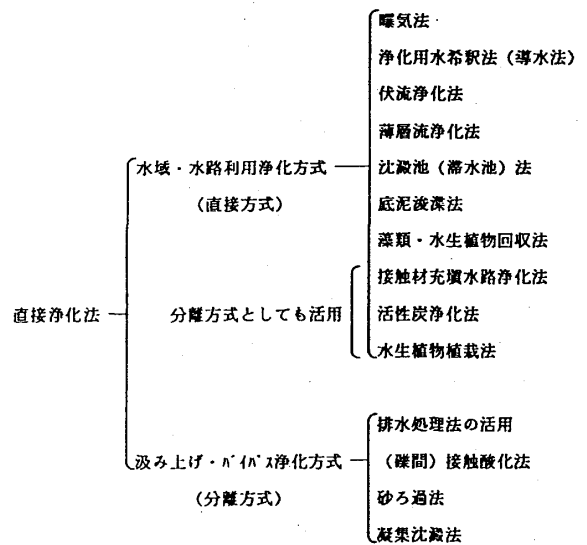 曝気法
浄化用水希釈法（導水法）
伏流浄化法
薄層流浄化法
水域・水路利用浄化方式
沈澱池（滞水池）法
（直接方式）
底泥浚渫法
藻類・水生植物回収法
接触材充塡水路浄化法
直接浄化法
分離方式としても活用
活性炭浄化法
水生植物植栽法
排水処理法の活用
汲み上げ・ﾊﾞｲﾊﾟｽ浄化方式
（礫間）接触酸化法
（分離方式）
砂ろ過法
凝集沈澱法